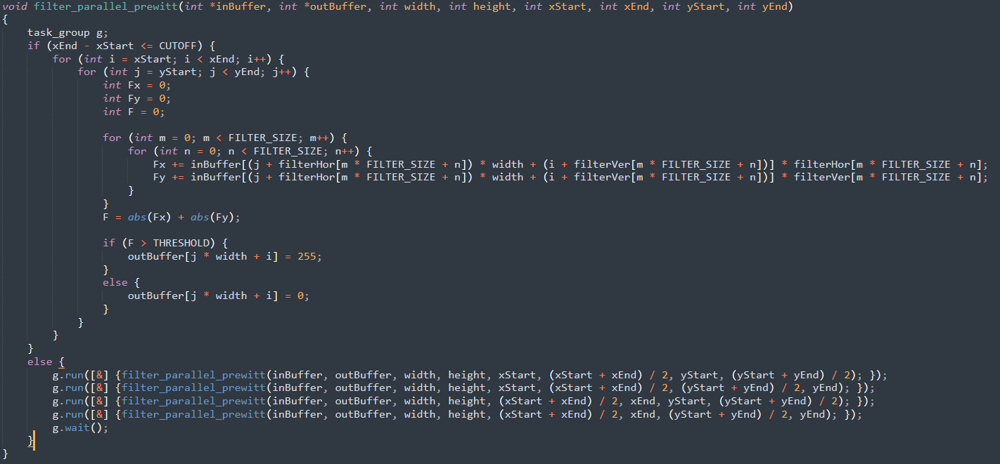 void filter_parallel_prewitt(int *inBuffer, int *outBuffer, int width, int height, int xStart, int xEnd, int yStart, int yEnd)
{
    task_group g;
    if (xEnd - xStart <= CUTOFF) {
        for (int i = xStart; i < xEnd; i++) {
            for (int j = yStart; j < yEnd; j++) {
                int Fx = 0;
                int Fy = 0;
                int F = 0;

                for (int m = 0; m < FILTER_SIZE; m++) {
                    for (int n = 0; n < FILTER_SIZE; n++) {
                        Fx += inBuffer[(j + filterHor[m * FILTER_SIZE + n]) * width + (i + filterVer[m * FILTER_SIZE + n])] * filterHor[m * FILTER_SIZE + n];
                        Fy += inBuffer[(j + filterHor[m * FILTER_SIZE + n]) * width + (i + filterVer[m * FILTER_SIZE + n])] * filterVer[m * FILTER_SIZE + n];
                    }
                }
                F = abs(Fx) + abs(Fy);

                if (F > THRESHOLD) {
                    outBuffer[j * width + i] = 255;
                }
                else {
                    outBuffer[j * width + i] = 0;
                }
            }
        }
    }
    else {
        g.run([&] {filter_parallel_prewitt(inBuffer, outBuffer, width, height, xStart, (xStart + xEnd) / 2, yStart, (yStart + yEnd) / 2); });
        g.run([&] {filter_parallel_prewitt(inBuffer, outBuffer, width, height, xStart, (xStart + xEnd) / 2, (yStart + yEnd) / 2, yEnd); });
        g.run([&] {filter_parallel_prewitt(inBuffer, outBuffer, width, height, (xStart + xEnd) / 2, xEnd, yStart, (yStart + yEnd) / 2); });
        g.run([&] {filter_parallel_prewitt(inBuffer, outBuffer, width, height, (xStart + xEnd) / 2, xEnd, (yStart + yEnd) / 2, yEnd); });
        g.wait();
    }
}